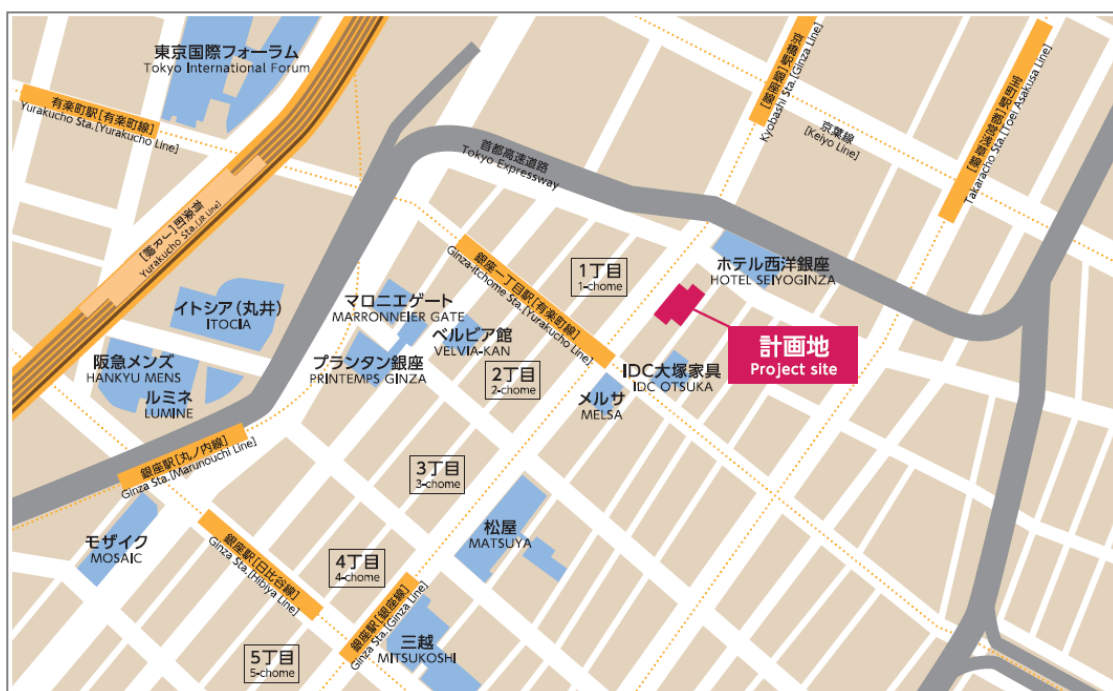 東京国際フォーラム
Tokyo International Forum
有楽町駅[有楽町線]
Yurakucho Sta.[Yurakucho Line]
有楽町[JR線]
Yurakucho Sta.[JR Line]
首都高速道路
Tokyo Expressway
京橋駅[銀座線]
Kyobashi Sta.[Ginza Line]
京葉線
[Keiyo Line]
宝町駅[都営浅草線]
Takaracho Sta.[Toei Asakusa Line]
ホテル西洋銀座
HOTEL SEIYOGINZA
1丁目
1-chome
銀座一丁目駅[有楽町線]
Ginza-itchome Sta.[Yurakucho Line]
計画地
Project site
イトシア(丸井)
ITOCIA
マロニエゲート
MARRONNEIER GATE
ベルビア館
VELVIA-KAN
プランタン銀座
PRINTEMPS GINZA
阪急メンズ
HANKYU MENS
ルミネ
LUMINE
2丁目
2-chome
IDC大塚家具
IDC OTSUKA
メルサ
MELSA
銀座駅[丸ノ内線]
Ginza Sta.[Marunouchi Line]
3丁目
3-chome
松屋
MATSUYA
モザイク
MOSAIC
銀座駅[日比谷線]
Ginza Sta.[Hibiya Line]
4丁目
4-chome
銀座駅[銀座線]
Ginza Sta.[Ginza Line]
三越
MITSUKOSHI
5丁目
5-chome